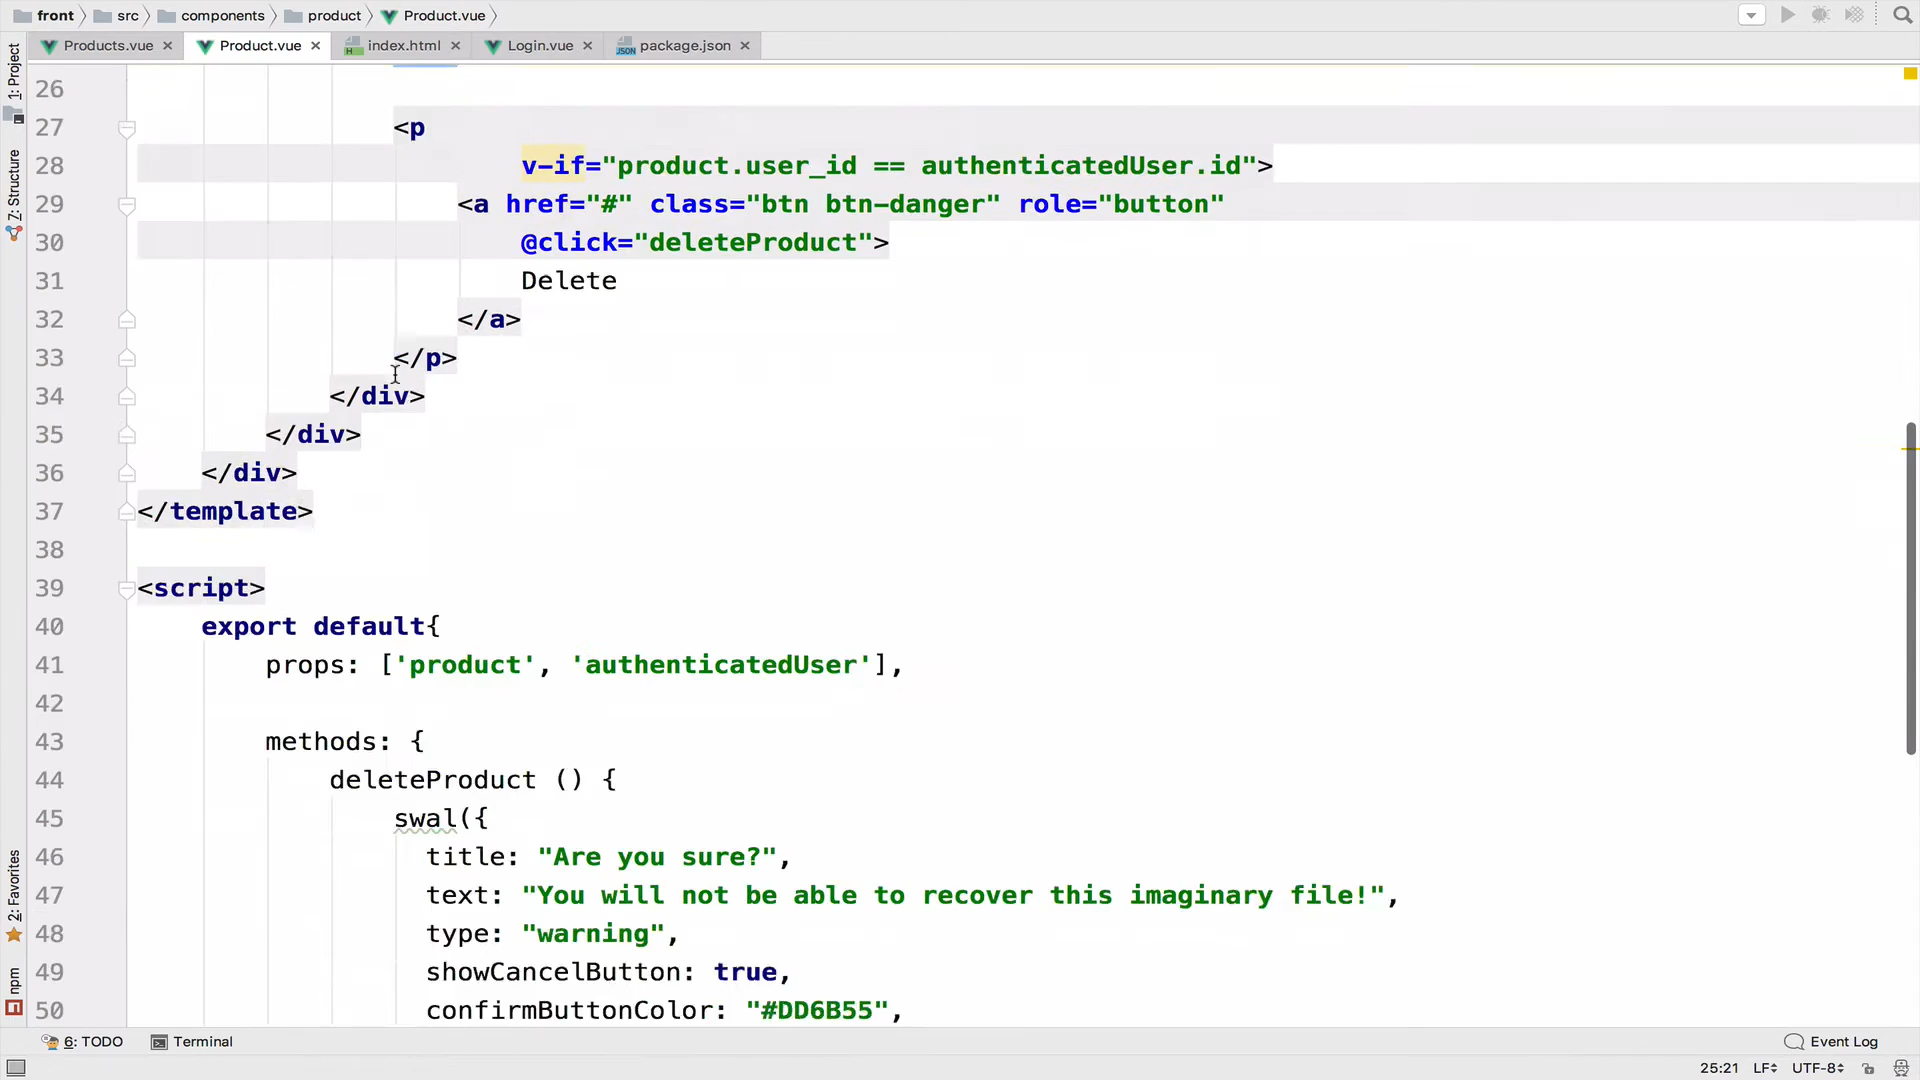 front src components product Product.vue
Products.vue Product.vue index.html Login.vue package.json
1: Project
7: Structure
2: Favorites
npm
26
27 <p
28 v-if="product.user_id == authenticatedUser.id">
29 <a href="#" class="btn btn-danger" role="button"
30 @click="deleteProduct">
31 Delete
32 </a>
33 </p>
34 </div>
35 </div>
36 </div>
37 </template>
38
39 <script>
40 export default{
41 props: ['product', 'authenticatedUser'],
42
43 methods: {
44 deleteProduct () {
45 swal({
46 title: "Are you sure?",
47 text: "You will not be able to recover this imaginary file!",
48 type: "warning",
49 showCancelButton: true,
50 confirmButtonColor: "#DD6B55",
6: TODO Terminal Event Log
25:21 LF UTF-8